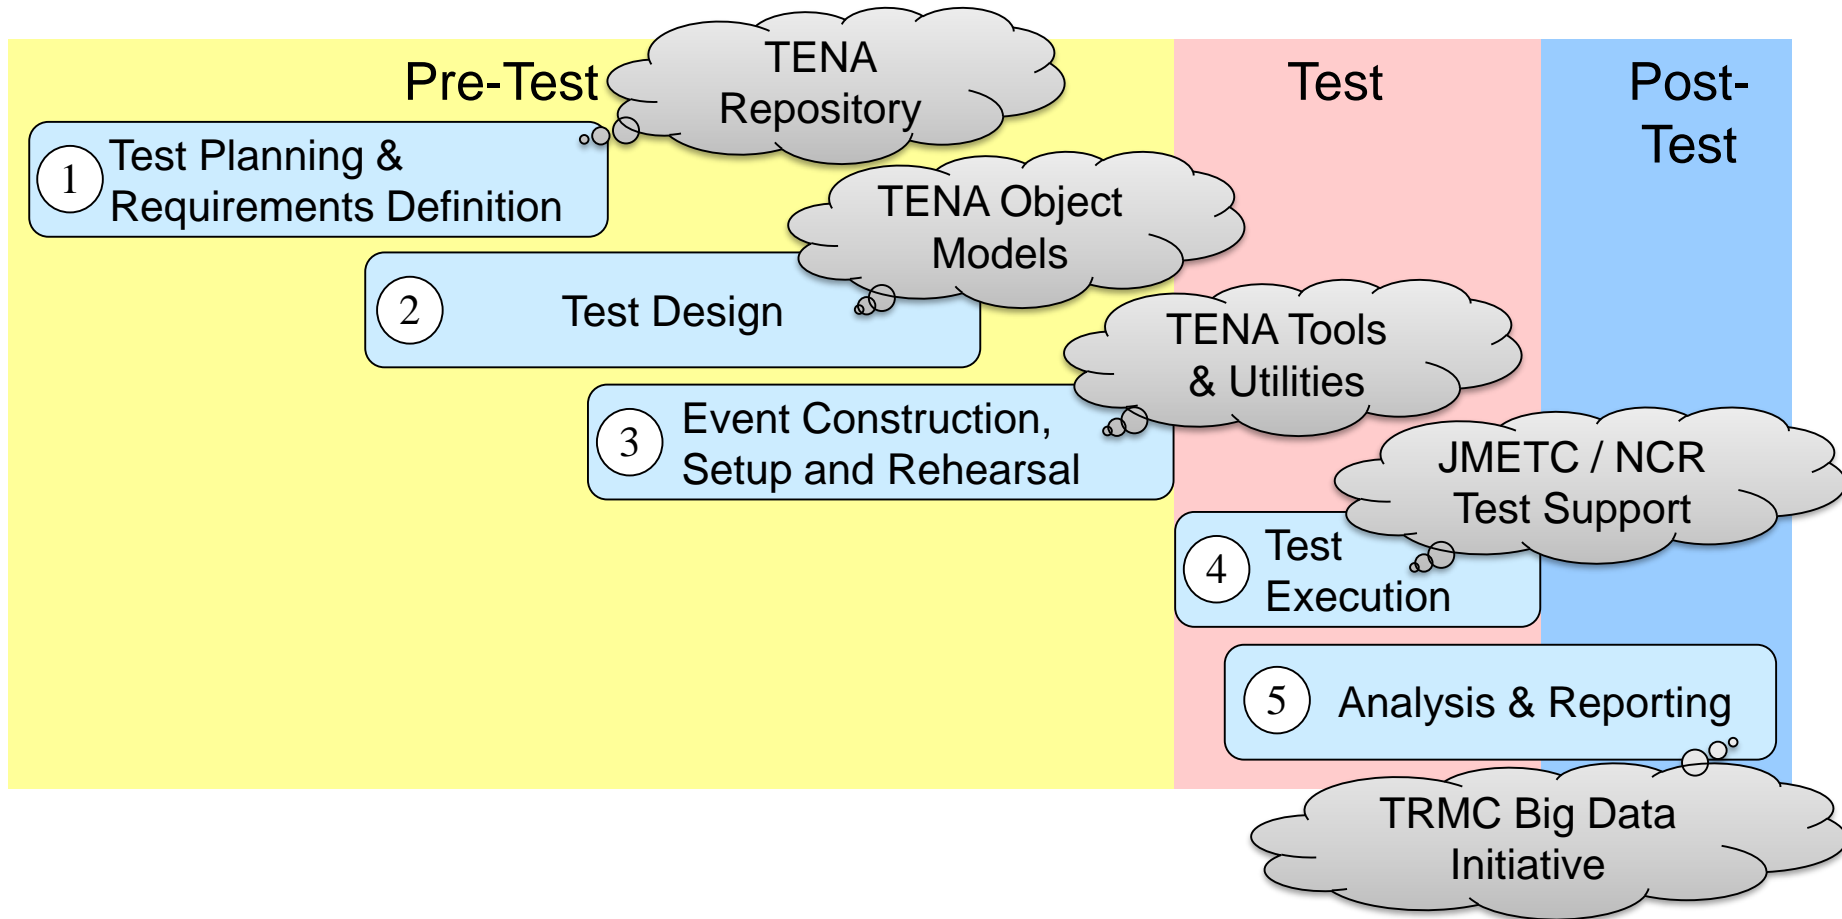 Pre-Test
Test
Post-
Test
TENA
Repository
1
Test Planning &
Requirements Definition
TENA Object
Models
2
Test Design
TENA Tools
& Utilities
3
Event Construction,
Setup and Rehearsal
JMETC / NCR
Test Support
4
Test
Execution
5
Analysis & Reporting
TRMC Big Data
Initiative